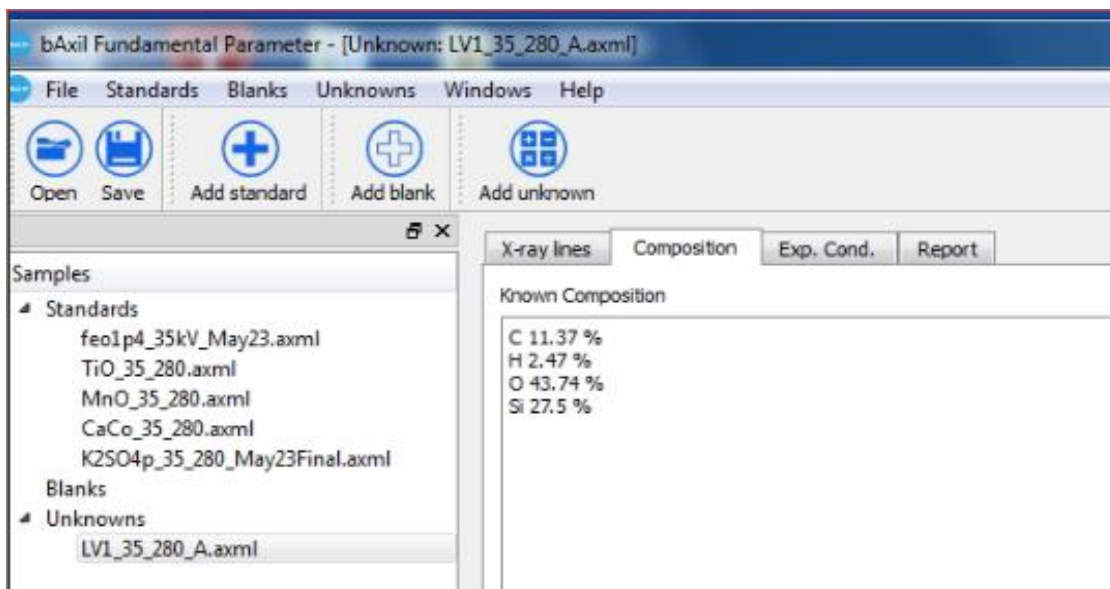 bAxil Fundamental Parameter - [Unknown: LV1_35_280_A.axml]
File Standards Blanks Unknowns Windows Help
Open Save Add standard Add blank Add unknown
X-ray lines Composition Exp. Cond. Report
Samples
Standards
feo1p4_35kV_May23.axml
TiO_35_280.axml
MnO_35_280.axml
CaCo_35_280.axml
K2SO4p_35_280_May23Final.axml
Blanks
Unknowns
LV1_35_280_A.axml
Known Composition
C 11.37 %
H 2.47 %
O 43.74 %
Si 27.5 %